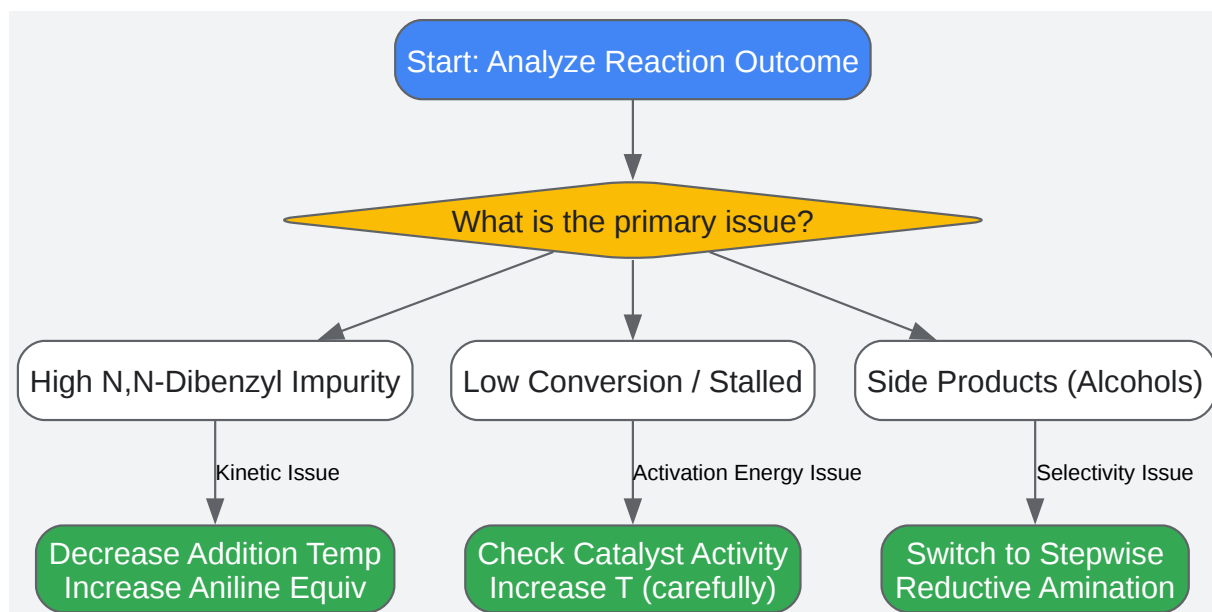 Start: Analyze Reaction Outcome
What is the primary issue?
High N,N-Dibenzyl Impurity
Low Conversion / Stalled
Side Products (Alcohols)
Kinetic Issue
Activation Energy Issue
Selectivity Issue
Decrease Addition Temp
Increase Aniline Equiv
Check Catalyst Activity
Increase T (carefully)
Switch to Stepwise
Reductive Amination